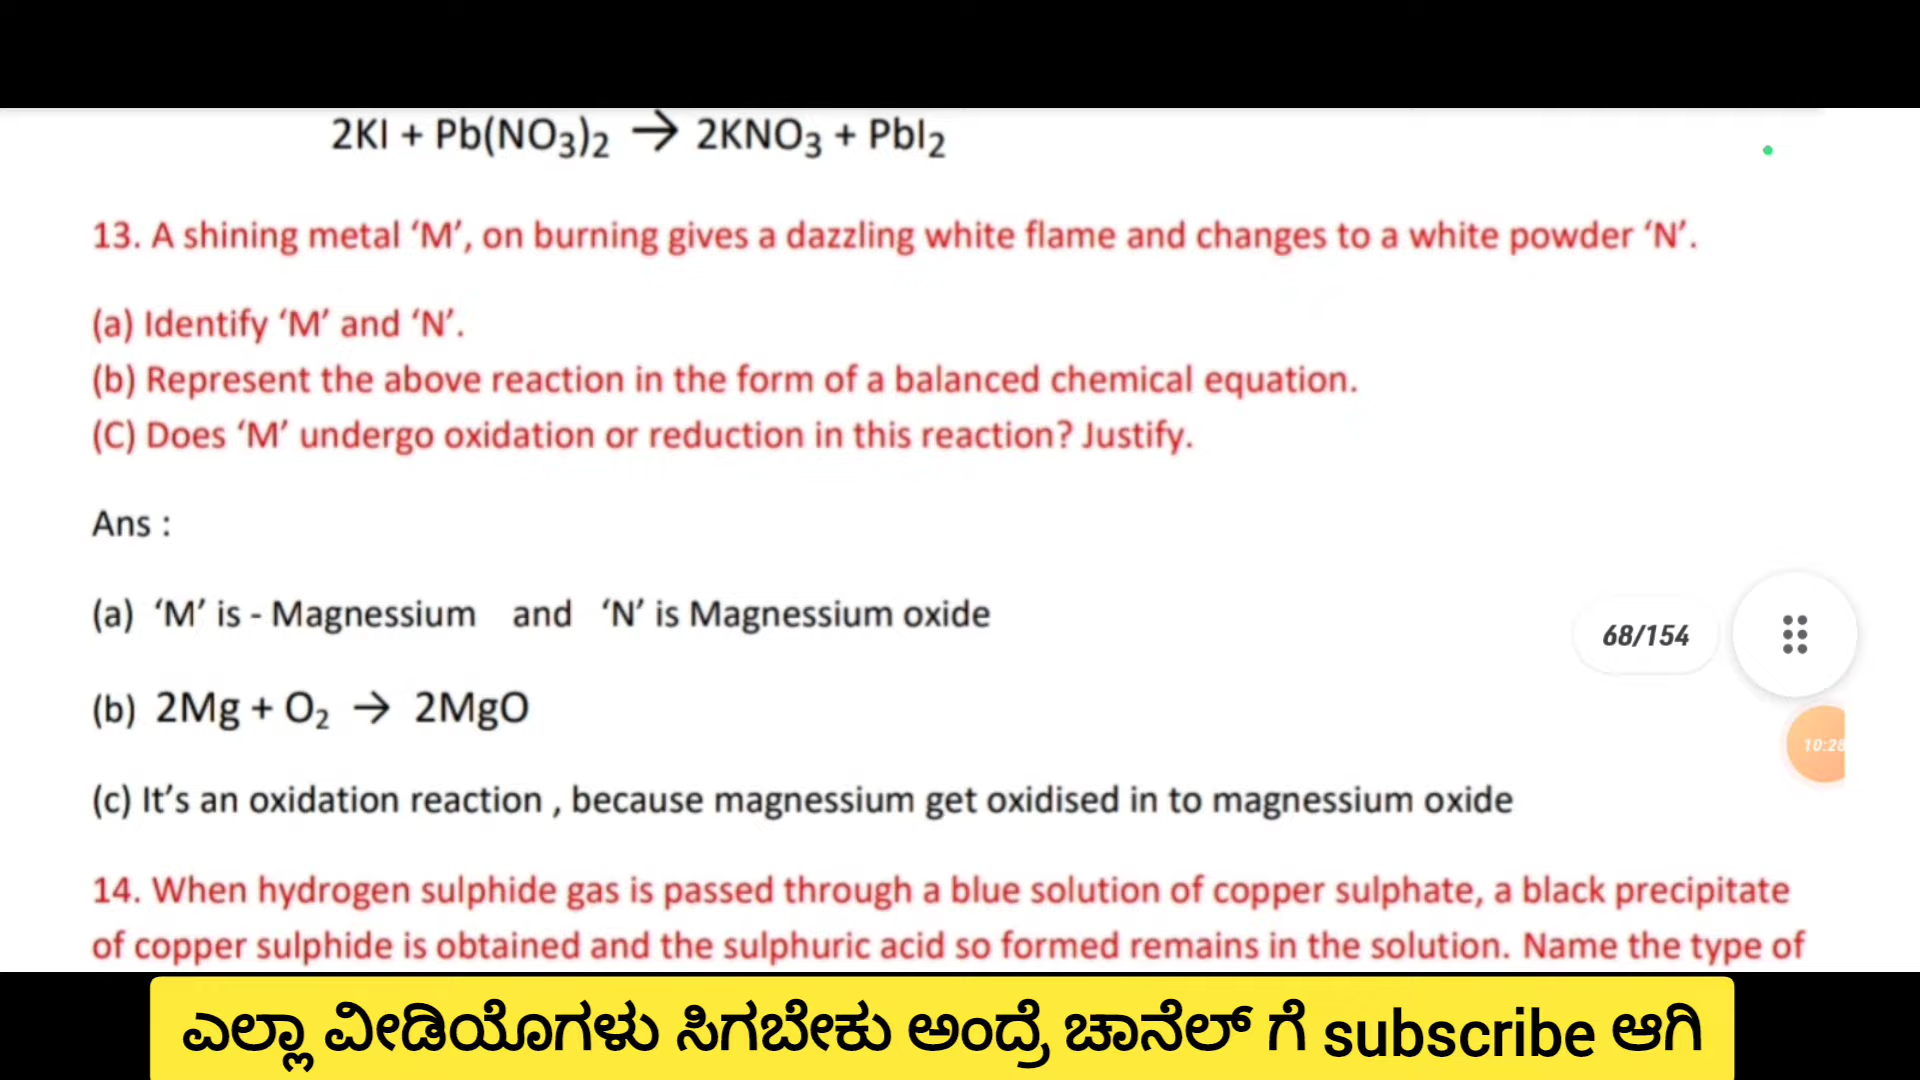 2KI + Pb(NO₃)₂ → 2KNO₃ + PbI₂
13. A shining metal ‘M’, on burning gives a dazzling white flame and changes to a white powder ‘N’.
(a) Identify ‘M’ and ‘N’.
(b) Represent the above reaction in the form of a balanced chemical equation.
(C) Does ‘M’ undergo oxidation or reduction in this reaction? Justify.
Ans :
(a) ‘M’ is - Magnessium and ‘N’ is Magnessium oxide
68/154
(b) 2Mg + O₂ → 2MgO
10:28
(c) It’s an oxidation reaction , because magnessium get oxidised in to magnessium oxide
14. When hydrogen sulphide gas is passed through a blue solution of copper sulphate, a black precipitate
of copper sulphide is obtained and the sulphuric acid so formed remains in the solution. Name the type of
ಎಲ್ಲಾ ವೀಡಿಯೊಗಳು ಸಿಗಬೇಕು ಅಂದ್ರೆ ಚಾನೆಲ್ ಗೆ subscribe ಆಗಿ